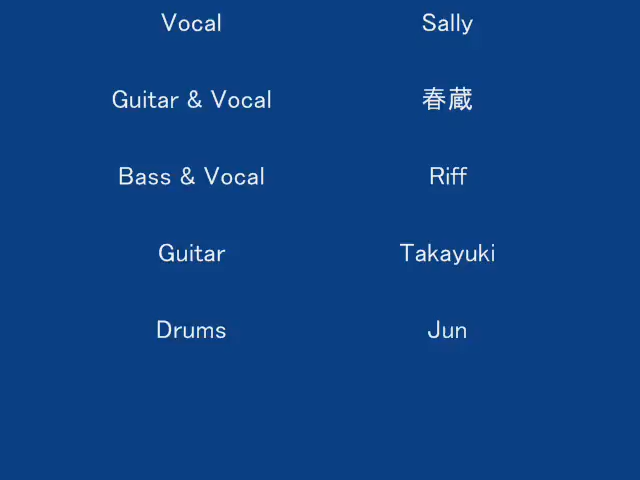 Vocal Sally
Guitar & Vocal 春蔵
Bass & Vocal Riff
Guitar Takayuki
Drums Jun